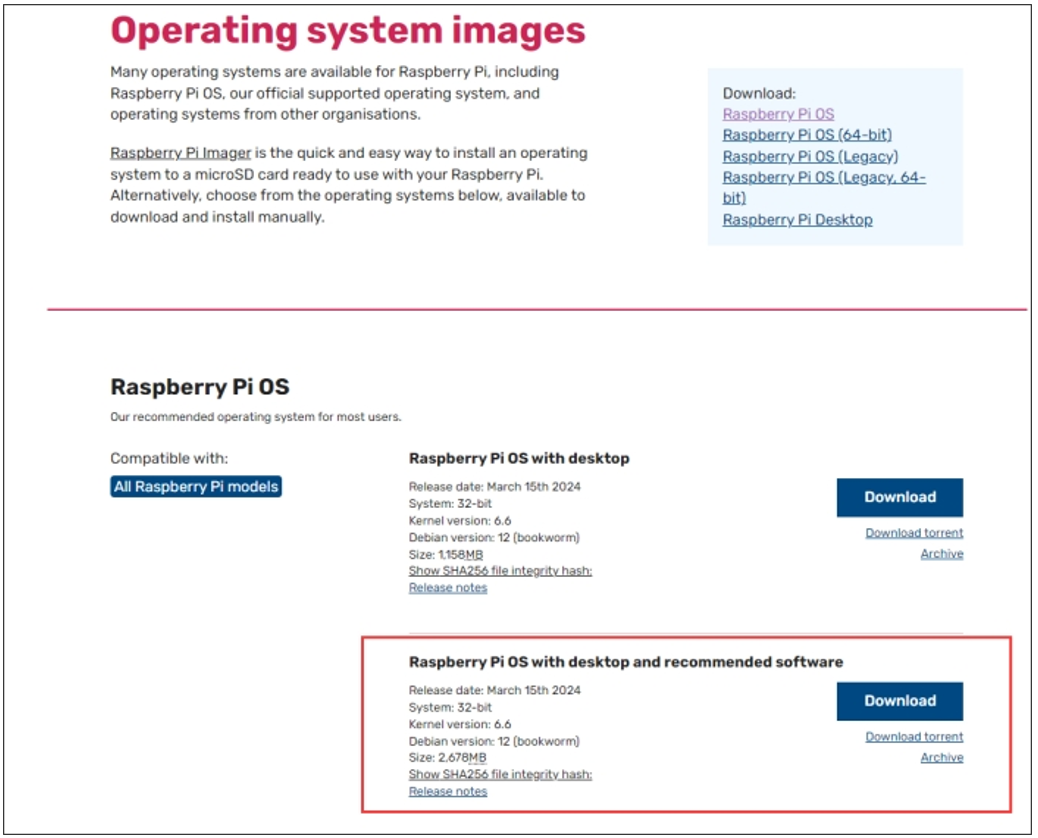 Operating system images
Many operating systems are available for Raspberry Pi, including
Raspberry Pi OS, our official supported operating system, and
operating systems from other organisations.
Raspberry Pi Imager is the quick and easy way to install an operating
system to a microSD card ready to use with your Raspberry Pi.
Alternatively, choose from the operating systems below, available to
download and install manually.
Download:
Raspberry Pi OS
Raspberry Pi OS (64-bit)
Raspberry Pi OS (Legacy)
Raspberry Pi OS (Legacy, 64-
bit)
Raspberry Pi Desktop
Raspberry Pi OS
Our recommended operating system for most users.
Compatible with:
All Raspberry Pi models
Raspberry Pi OS with desktop
Release date: March 15th 2024
System: 32-bit
Kernel version: 6.6
Debian version: 12 (bookworm)
Size: 1,158MB
Show SHA256 file integrity hash:
Release notes
Download
Download torrent
Archive
Raspberry Pi OS with desktop and recommended software
Release date: March 15th 2024
System: 32-bit
Kernel version: 6.6
Debian version: 12 (bookworm)
Size: 2,678MB
Show SHA256 file integrity hash:
Release notes
Download
Download torrent
Archive